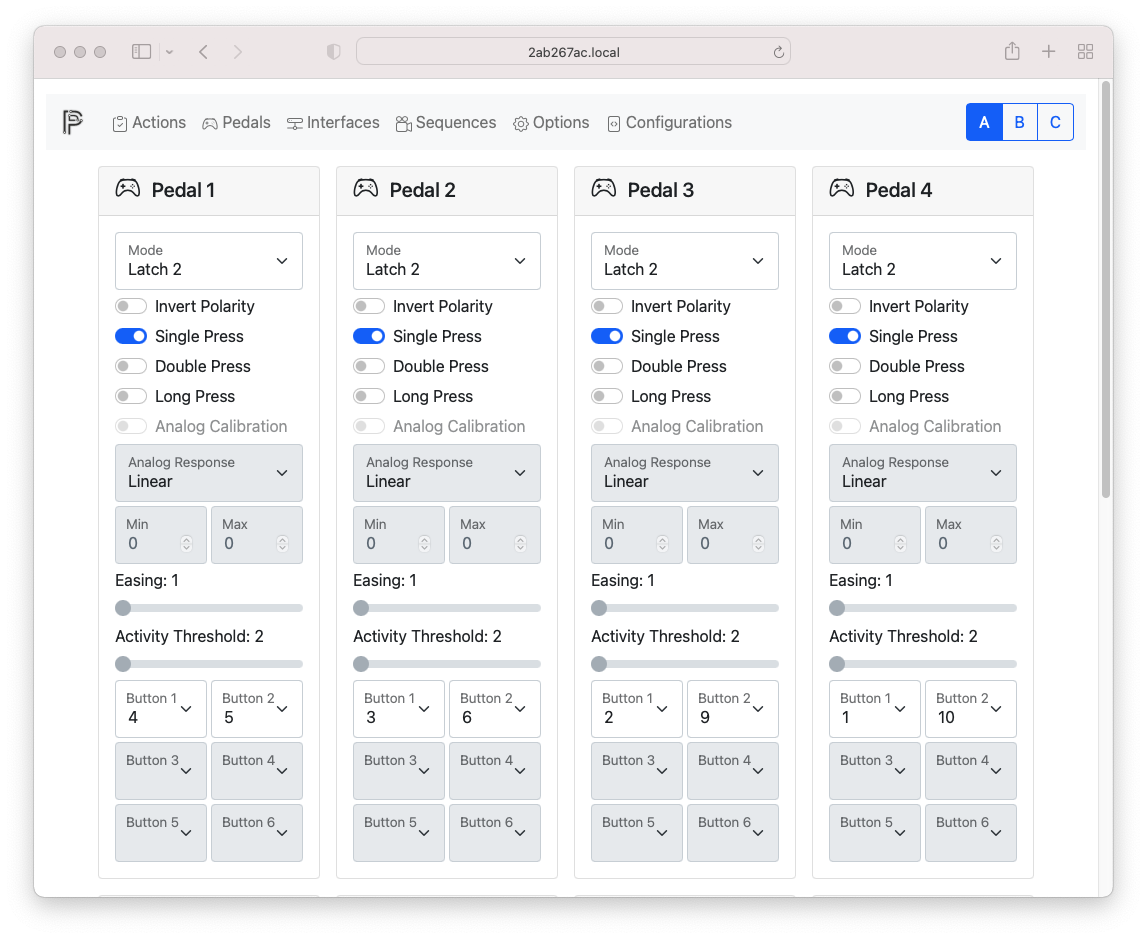 2ab267ac.local
Actions Pedals Interfaces Sequences Options Configurations A B C
Pedal 1
Mode
Latch 2
Invert Polarity
Single Press
Double Press
Long Press
Analog Calibration
Analog Response
Linear
Min Max
0 0
Easing: 1
Activity Threshold: 2
Button 1 Button 2
4 5
Button 3 Button 4
Button 5 Button 6
Pedal 2
Mode
Latch 2
Invert Polarity
Single Press
Double Press
Long Press
Analog Calibration
Analog Response
Linear
Min Max
0 0
Easing: 1
Activity Threshold: 2
Button 1 Button 2
3 6
Button 3 Button 4
Button 5 Button 6
Pedal 3
Mode
Latch 2
Invert Polarity
Single Press
Double Press
Long Press
Analog Calibration
Analog Response
Linear
Min Max
0 0
Easing: 1
Activity Threshold: 2
Button 1 Button 2
2 9
Button 3 Button 4
Button 5 Button 6
Pedal 4
Mode
Latch 2
Invert Polarity
Single Press
Double Press
Long Press
Analog Calibration
Analog Response
Linear
Min Max
0 0
Easing: 1
Activity Threshold: 2
Button 1 Button 2
1 10
Button 3 Button 4
Button 5 Button 6